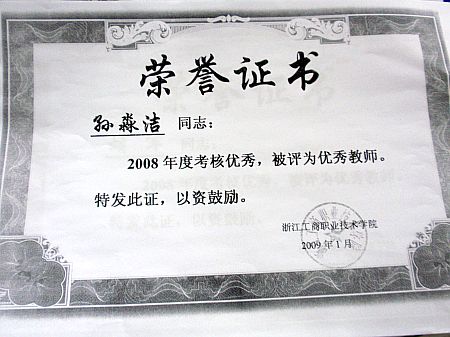 荣誉证书
孙淼洁 同志：
2008年度考核优秀，被评为优秀教师。
特发此证，以资鼓励。
浙江工商职业技术学院
2009年1月